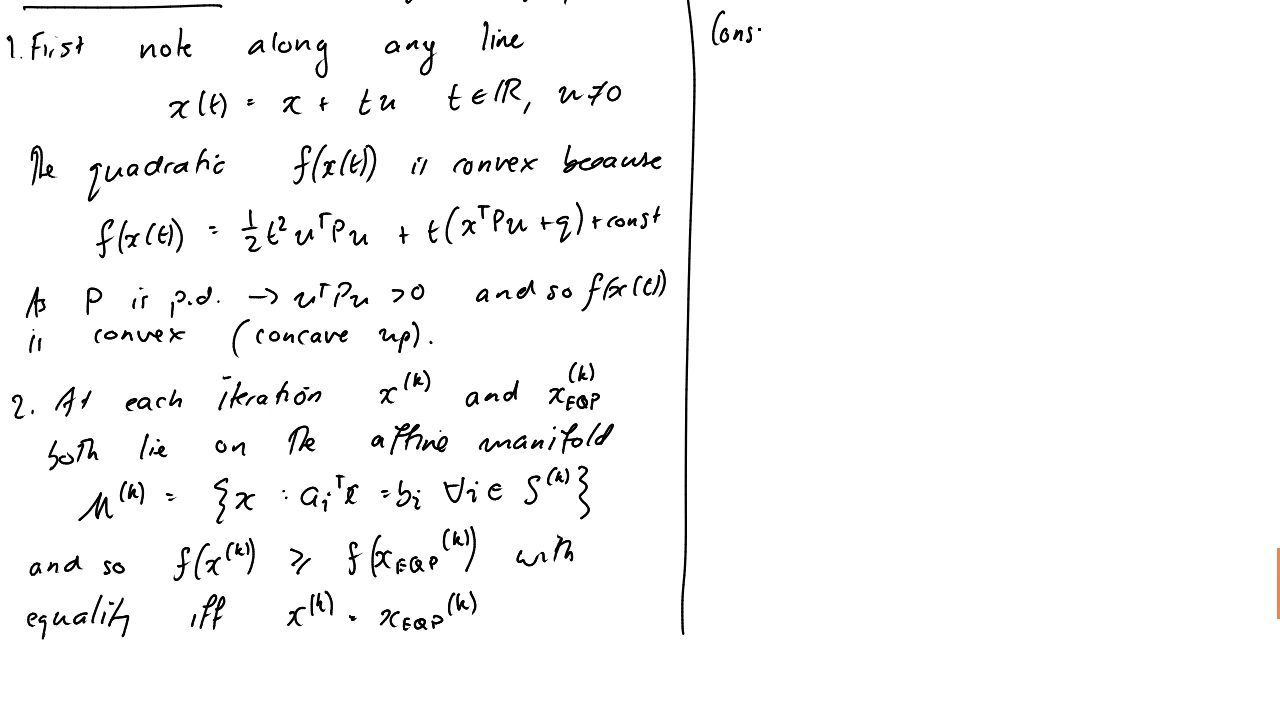 1. First note along any line
x(t) = x + tu t ∈ ℝ, u ≠ 0
The quadratic f(x(t)) is convex because
f(x(t)) = ½t²uᵀPu + t(xᵀPu + q) + const
As P is p.d. → uᵀPu > 0 and so f(x(t))
is convex (concave up).
2. At each iteration x^(k) and x_EQP^(k)
both lie on the affine manifold
M^(k) = {x : aᵢᵀx = bᵢ ∀i ∈ S^(k)}
and so f(x^(k)) ≥ f(x_EQP^(k)) with
equality iff x^(k) = x_EQP^(k)
Cons